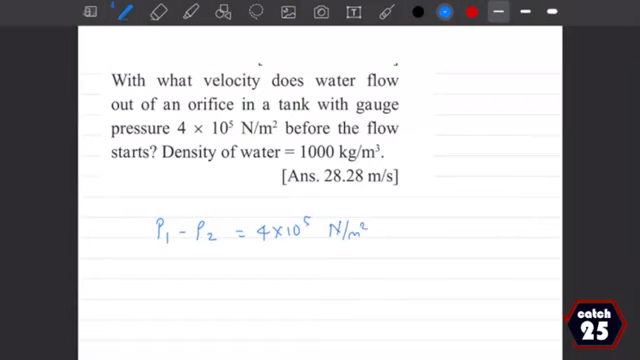 With what velocity does water flow
out of an orifice in a tank with gauge
pressure 4 × 10⁵ N/m² before the flow
starts? Density of water = 1000 kg/m³.
[Ans. 28.28 m/s]
P₁ - P₂ = 4×10⁵ N/m²
catch
25